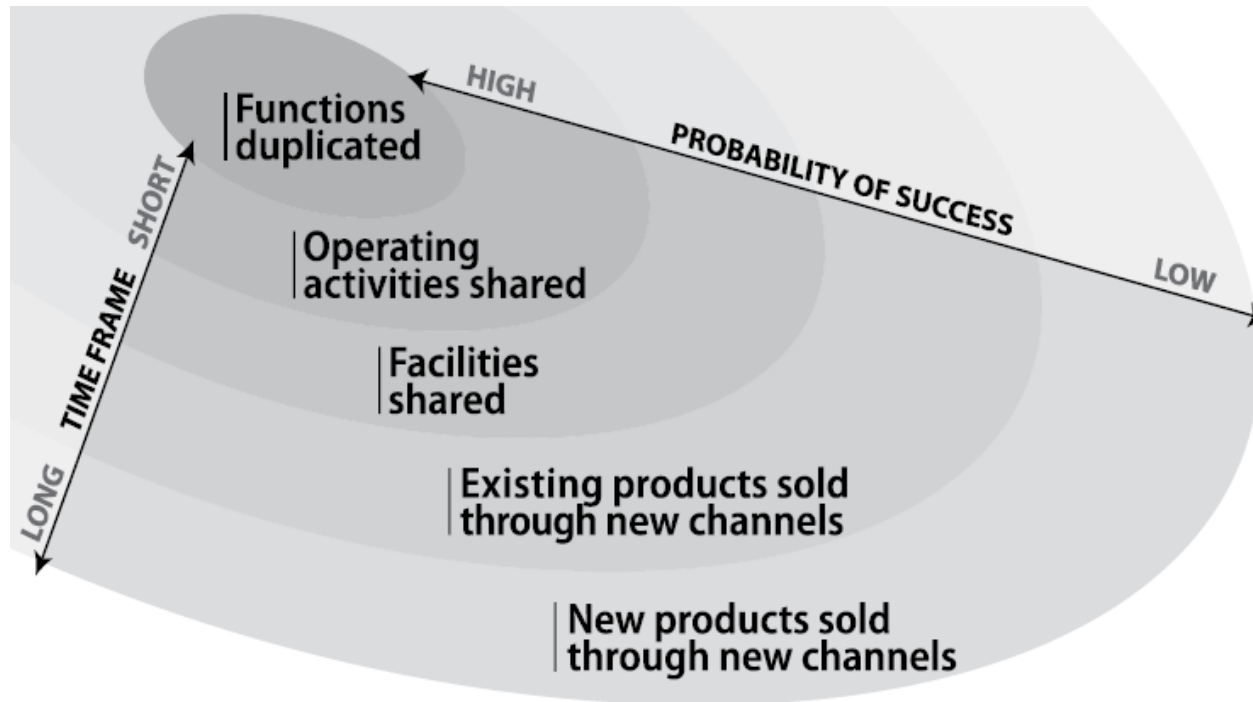 HIGH
PROBABILITY OF SUCCESS
LOW
Functions
duplicated
SHORT
TIME FRAME
LONG
Operating
activities shared
Facilities
shared
Existing products sold
through new channels
New products sold
through new channels